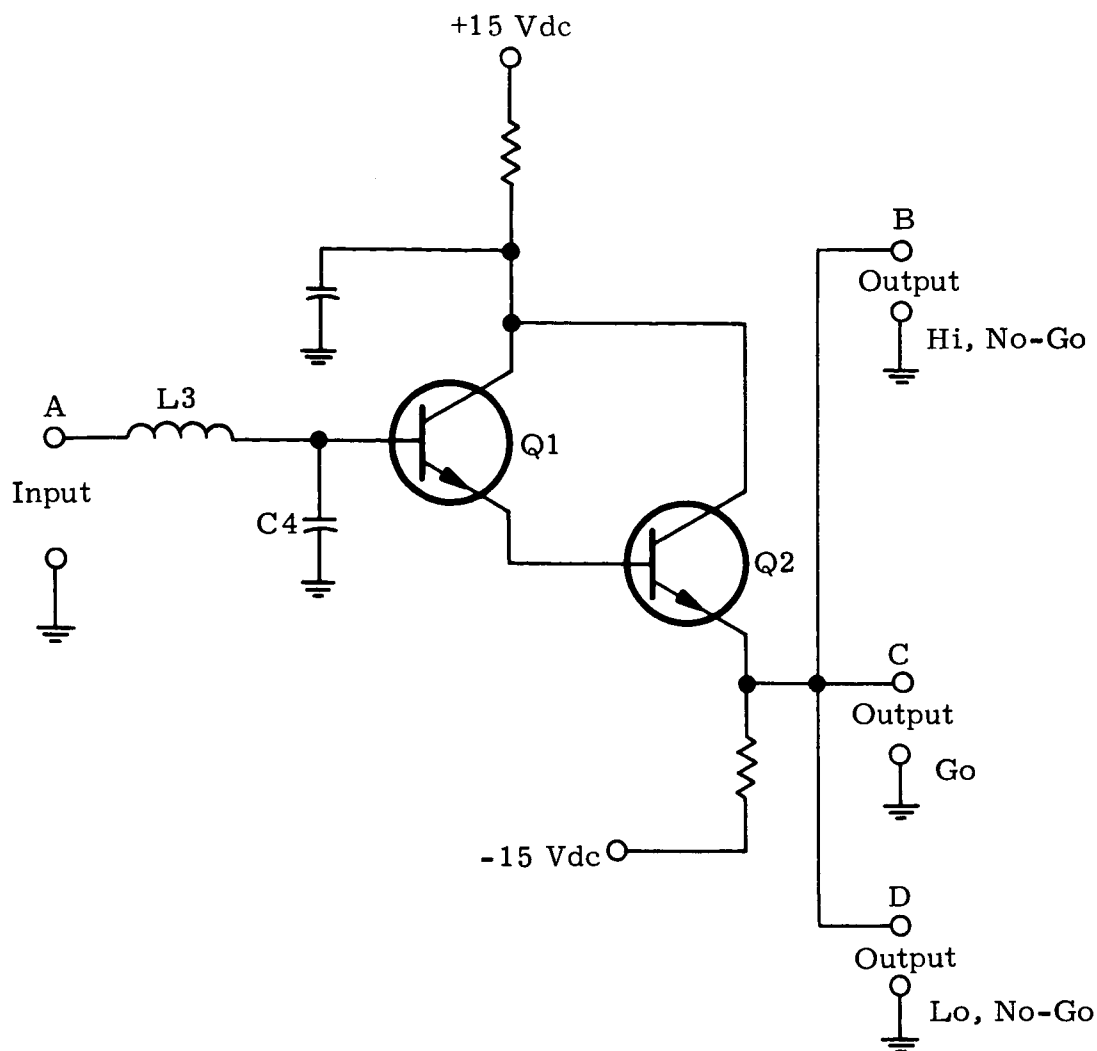 +15 Vdc
B
Output
Hi, No-Go
A
L3
Q1
Input
C4
Q2
C
Output
Go
-15 Vdc
D
Output
Lo, No-Go